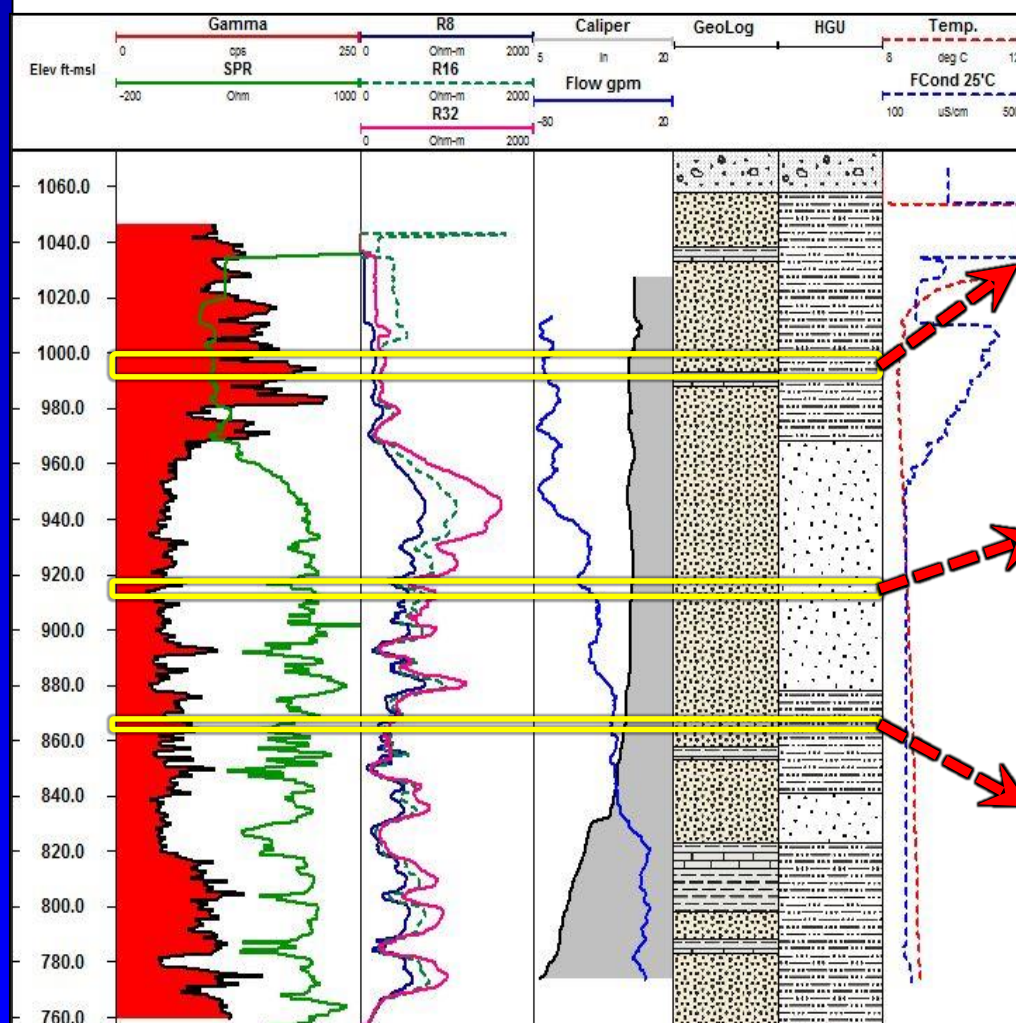 Gamma R8 Caliper GeoLog HGU Temp.
0 cps 250 0 Ohm-m 2000 5 in 20 8 deg C 12
Elev ft-msl SPR R16 Flow gpm FCond 25'C
-200 Ohm 1000 0 Ohm-m 2000 -80 20 100 uS/cm 500
R32
0 Ohm-m 2000
1060.0
1040.0
1020.0
1000.0
980.0
960.0
940.0
920.0
900.0
880.0
860.0
840.0
820.0
800.0
780.0
760.0